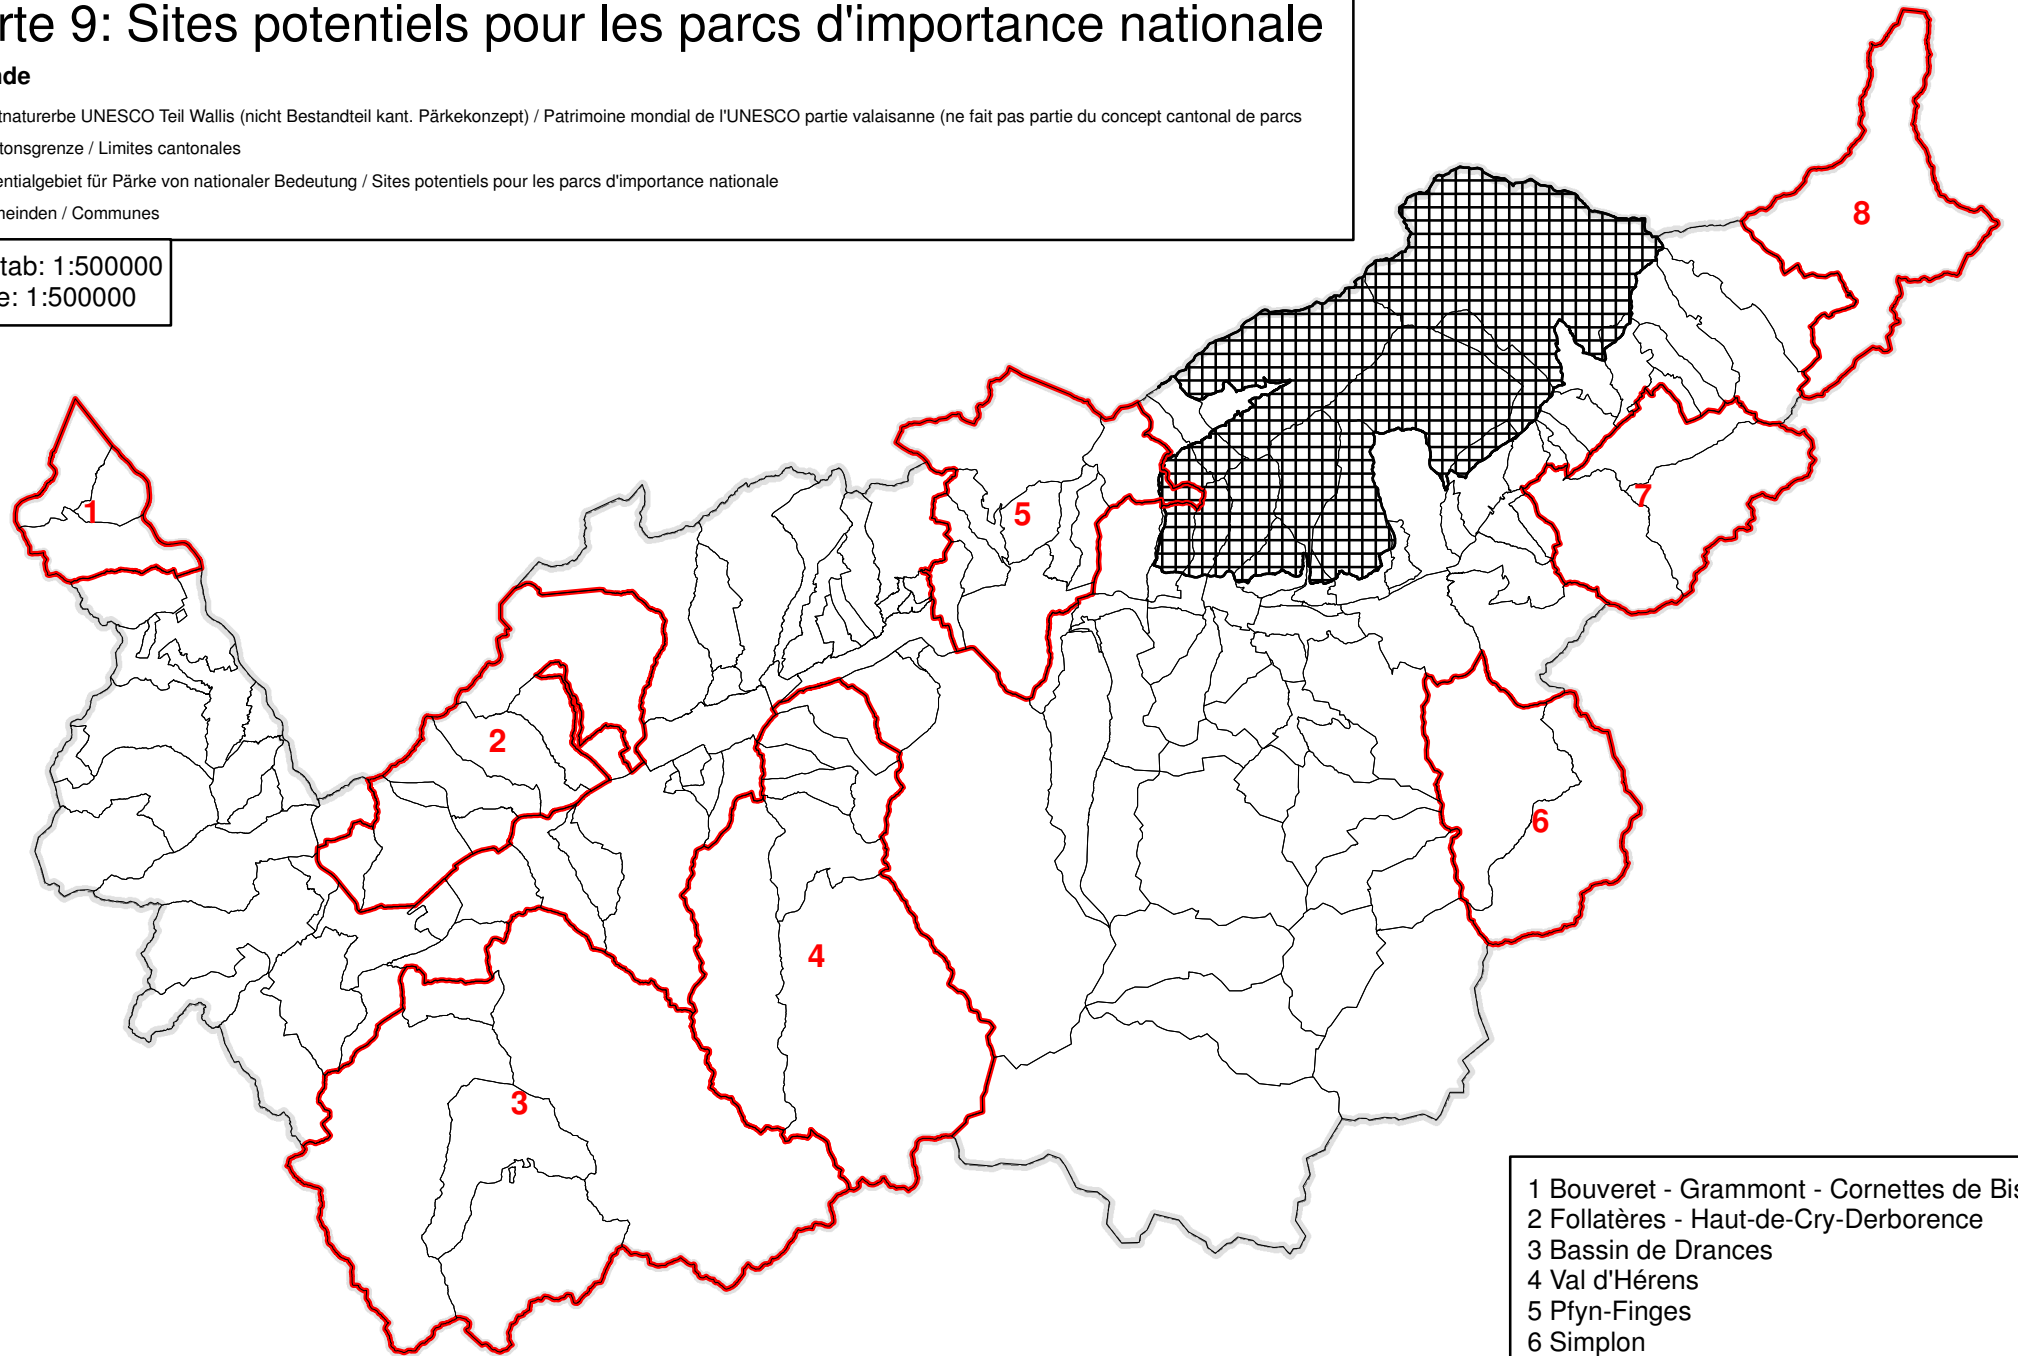 rte 9: Sites potentiels pour les parcs d'importance nationale
nde
tnaturerbe UNESCO Teil Wallis (nicht Bestandteil kant. Pärkekonzept) / Patrimoine mondial de l'UNESCO partie valaisanne (ne fait pas partie du concept cantonal de parcs
tonsgrenze / Limites cantonales
entialgebiet für Pärke von nationaler Bedeutung / Sites potentiels pour les parcs d'importance nationale
neinden / Communes
tab: 1:500000
e: 1:500000
8
1
5
7
2
6
4
3
1 Bouveret - Grammont - Cornettes de Bis
2 Follatères - Haut-de-Cry-Derborence
3 Bassin de Drances
4 Val d'Hérens
5 Pfyn-Finges
6 Simplon